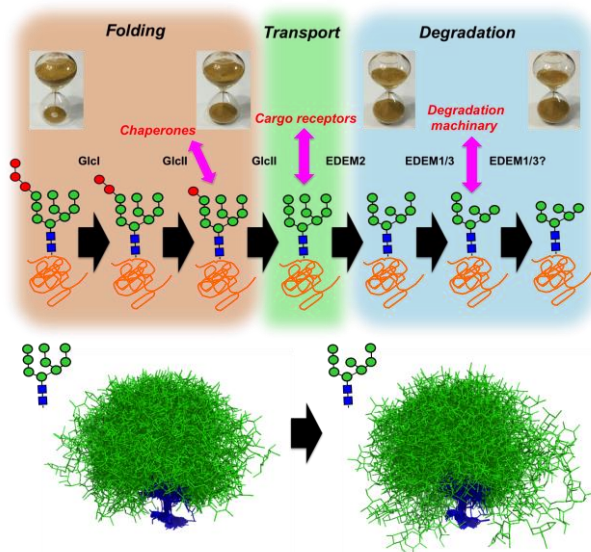 Folding
Transport
Degradation
Chaperones
Cargo receptors
Degradation
machinary
GlcI
GlcII
GlcII
EDEM2
EDEM1/3
EDEM1/3?